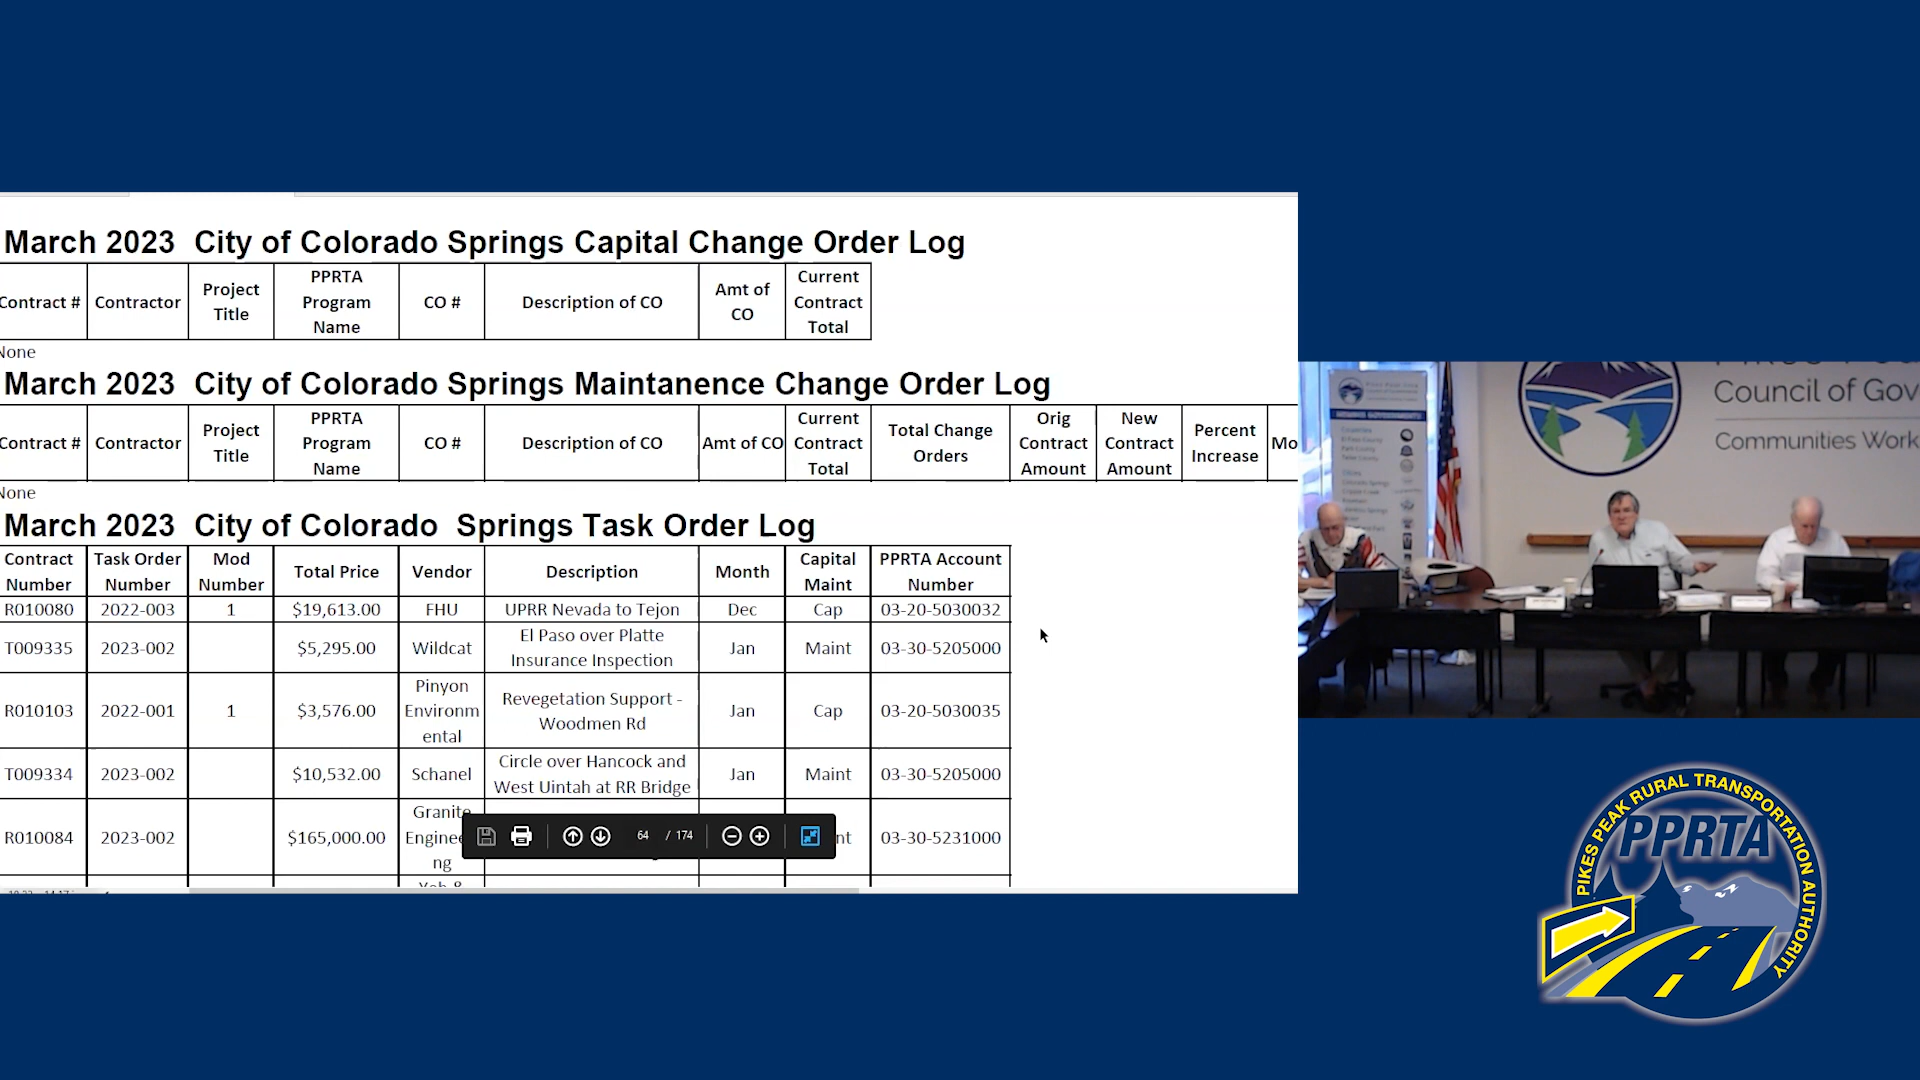 March 2023 City of Colorado Springs Capital Change Order Log
Contract # Contractor Project Title PPRTA Program Name CO # Description of CO Amt of CO Current Contract Total
None
March 2023 City of Colorado Springs Maintanence Change Order Log
Contract # Contractor Project Title PPRTA Program Name CO # Description of CO Amt of CO Current Contract Total Total Change Orders Orig Contract Amount New Contract Amount Percent Increase Mo
None
March 2023 City of Colorado Springs Task Order Log
Contract Number Task Order Number Mod Number Total Price Vendor Description Month Capital Maint PPRTA Account Number
R010080 2022-003 1 $19,613.00 FHU UPRR Nevada to Tejon Dec Cap 03-20-5030032
T009335 2023-002 $5,295.00 Wildcat El Paso over Platte Insurance Inspection Jan Maint 03-30-5205000
R010103 2022-001 1 $3,576.00 Pinyon Environmental Revegetation Support - Woodmen Rd Jan Cap 03-20-5030035
T009334 2023-002 $10,532.00 Schanel Circle over Hancock and West Uintah at RR Bridge Jan Maint 03-30-5205000
R010084 2023-002 $165,000.00 Granite Enginee ng nt 03-30-5231000
64 / 174
Council of Gov
Communities Work
PIKES PEAK RURAL TRANSPORTATION AUTHORITY
PPRTA